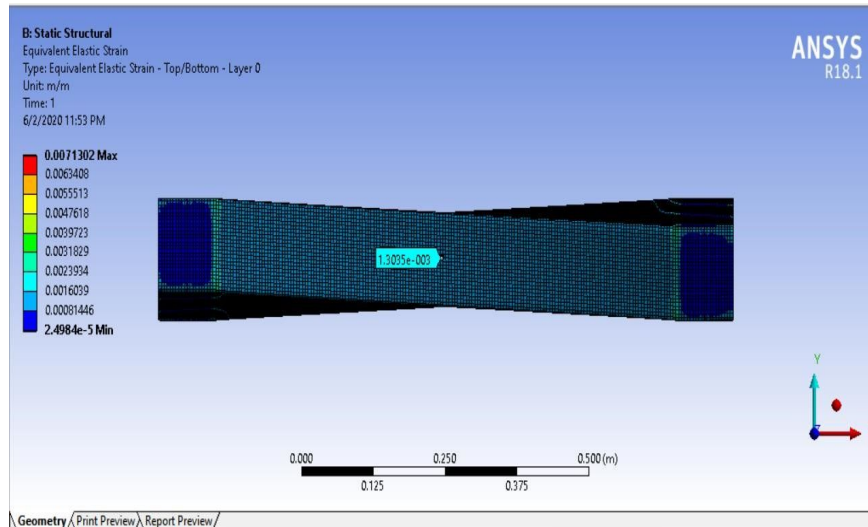 B: Static Structural
Equivalent Elastic Strain
Type: Equivalent Elastic Strain - Top/Bottom - Layer 0
Unit: m/m
Time: 1
6/2/2020 11:53 PM
ANSYS
R18.1
0.0071302 Max
0.0063408
0.0055513
0.0047618
0.0039723
0.0031829
0.0023934
0.0016039
0.00081446
2.4984e-5 Min
1.3035e-003
Y
0.000 0.250 0.500 (m)
0.125 0.375
Geometry Print Preview Report Preview